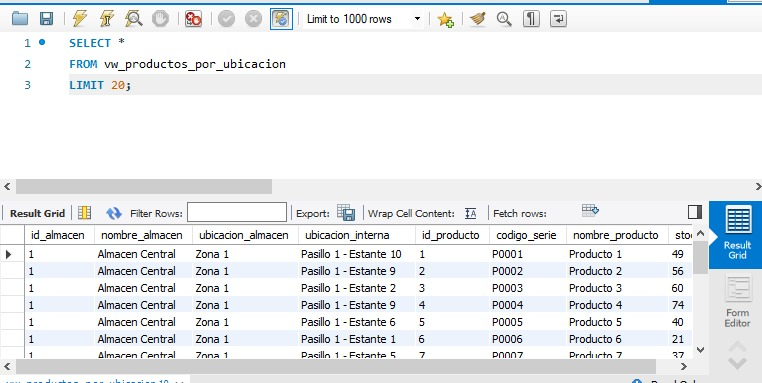 Limit to 1000 rows
1 SELECT *
2 FROM vw_productos_por_ubicacion
3 LIMIT 20;
Result Grid Filter Rows: Export: Wrap Cell Content: Fetch rows:
id_almacen nombre_almacen ubicacion_almacen ubicacion_interna id_producto codigo_serie nombre_producto
1 Almacen Central Zona 1 Pasillo 1 - Estante 10 1 P0001 Producto 1 49
1 Almacen Central Zona 1 Pasillo 1 - Estante 9 2 P0002 Producto 2 56
1 Almacen Central Zona 1 Pasillo 1 - Estante 2 3 P0003 Producto 3 60
1 Almacen Central Zona 1 Pasillo 1 - Estante 9 4 P0004 Producto 4 74
1 Almacen Central Zona 1 Pasillo 1 - Estante 6 5 P0005 Producto 5 40
1 Almacen Central Zona 1 Pasillo 1 - Estante 1 6 P0006 Producto 6 21
1 Almacen Central Zona 1 Pasillo 1 - Estante 5 7 P0007 Producto 7 37
Result
Grid
Form
Editor